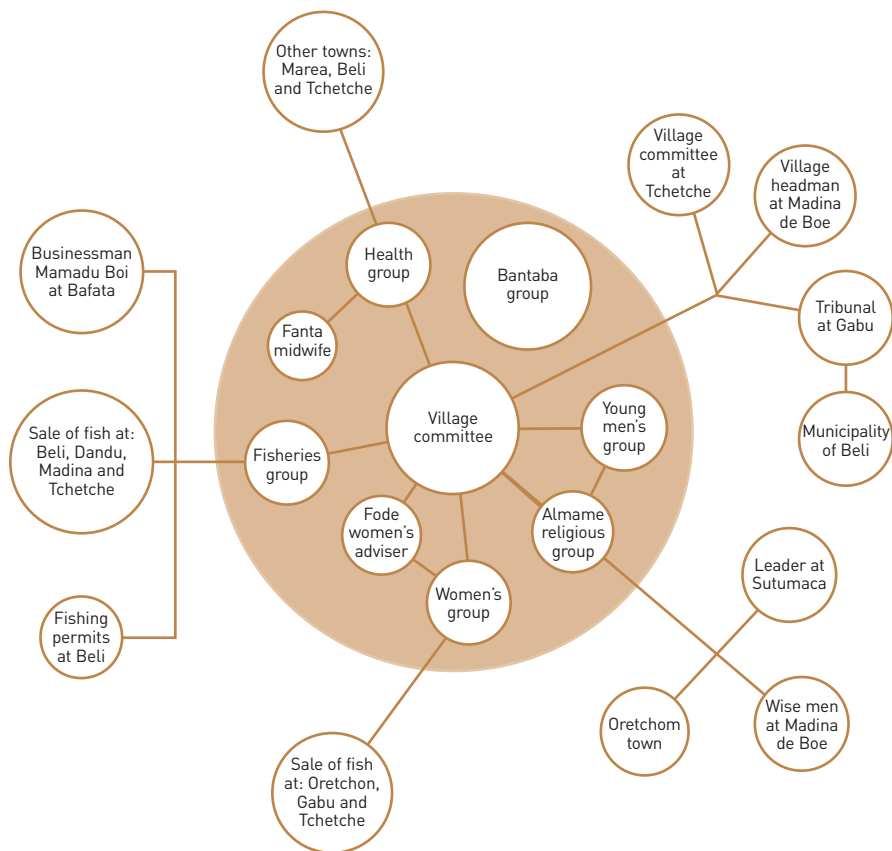 Other towns:
Marea, Beli
and Tchetche
Village
committee
at
Tchetche
Village
headman
at Madina
de Boe
Businessman
Mamadu Boi
at Bafata
Health
group
Bantaba
group
Tribunal
at Gabu
Fanta
midwife
Village
committee
Young
men's
group
Municipality
of Beli
Sale of fish at:
Beli, Dandu,
Madina and
Tchetche
Fisheries
group
Fode
women's
adviser
Almame
religious
group
Women's
group
Leader at
Sutumaca
Fishing
permits
at Beli
Oretchom
town
Wise men
at Madina
de Boe
Sale of fish
at: Oretchon,
Gabu and
Tchetche